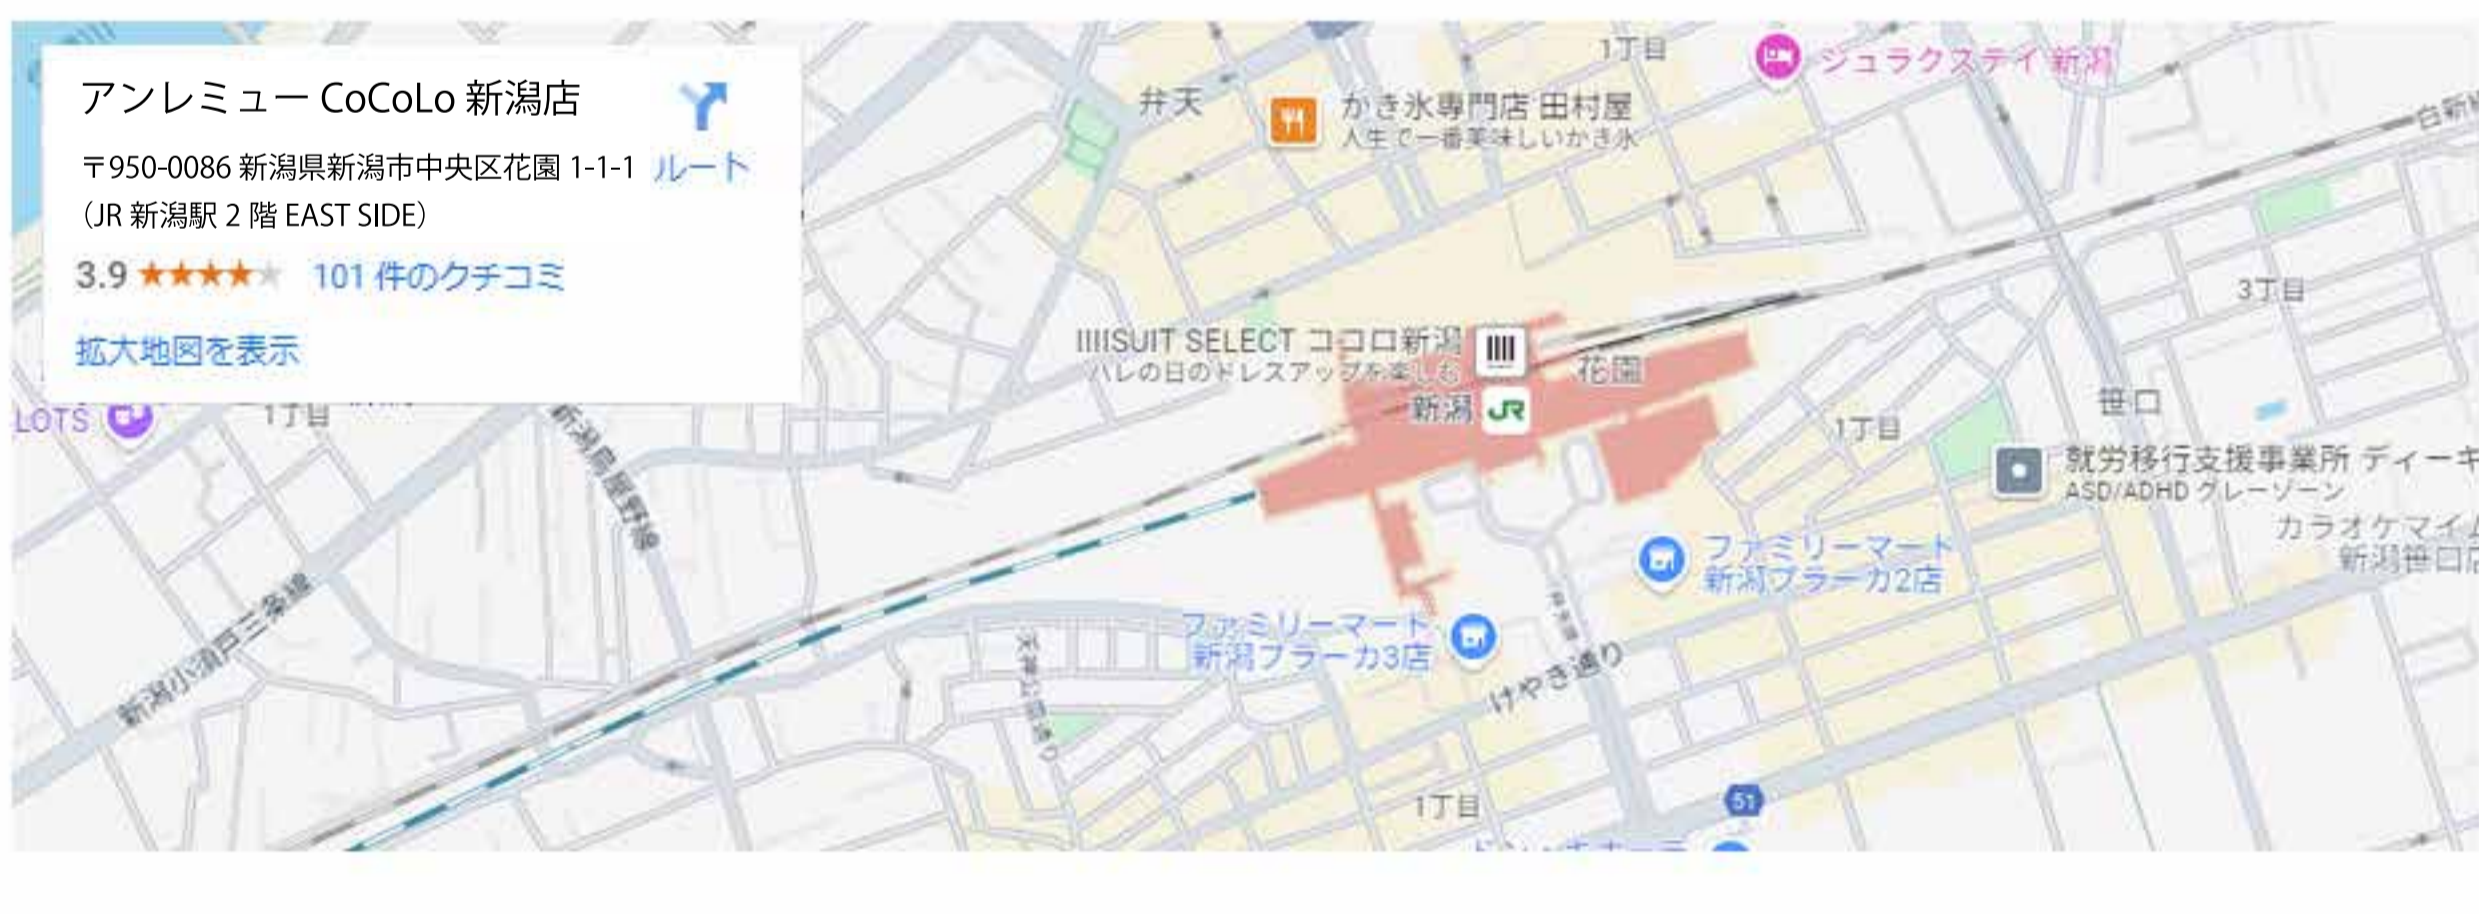 アンレミュー CoCoLo 新潟店
ルート
〒950-0086 新潟県新潟市中央区花園 1-1-1
（JR 新潟駅 2 階 EAST SIDE）
3.9
101 件のクチコミ
拡大地図を表示
1丁目
ジュラクステイ 新潟
弁天
かき氷専門店 田村屋
人生で一番美味しいかき氷
白新
3丁目
IIIISUIT SELECT ココロ新潟
ハレの日のドレスアップを楽しむ
花園
新潟
JR
LOTS
1丁目
新潟鳥屋野線
笹口
1丁目
就労移行支援事業所 ディーキ
ASD/ADHD グレーゾーン
カラオケマイム
新潟笹口店
ファミリーマート
新潟プラーカ2店
新潟小須戸三条線
ファミリーマート
新潟プラーカ3店
けやき通り
天神公園通り
1丁目
51